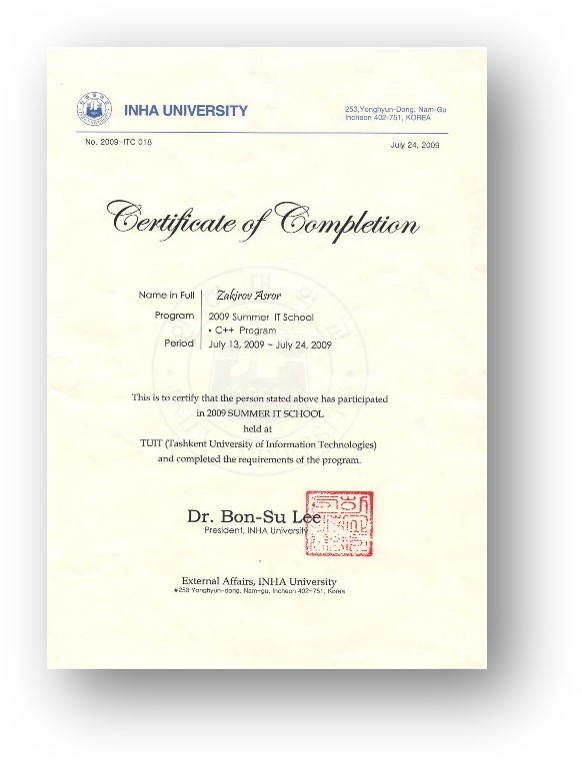 INHA UNIVERSITY
253,Yonghyun-Dong, Nam-Gu
Incheon 402-751, KOREA
No. 2009-ITC 018
July 24, 2009
Certificate of Completion
Name in Full Zakirov Asror
Program 2009 Summer IT School
• C++ Program
Period July 13, 2009 ~ July 24, 2009
This is to certify that the person stated above has participated
in 2009 SUMMER IT SCHOOL
held at
TUIT (Tashkent University of Information Technologies)
and completed the requirements of the program.
Dr. Bon-Su Lee
President, INHA University
External Affairs, INHA University
#253 Yonghyun-dong, Nam-gu, Incheon 402-751, Korea